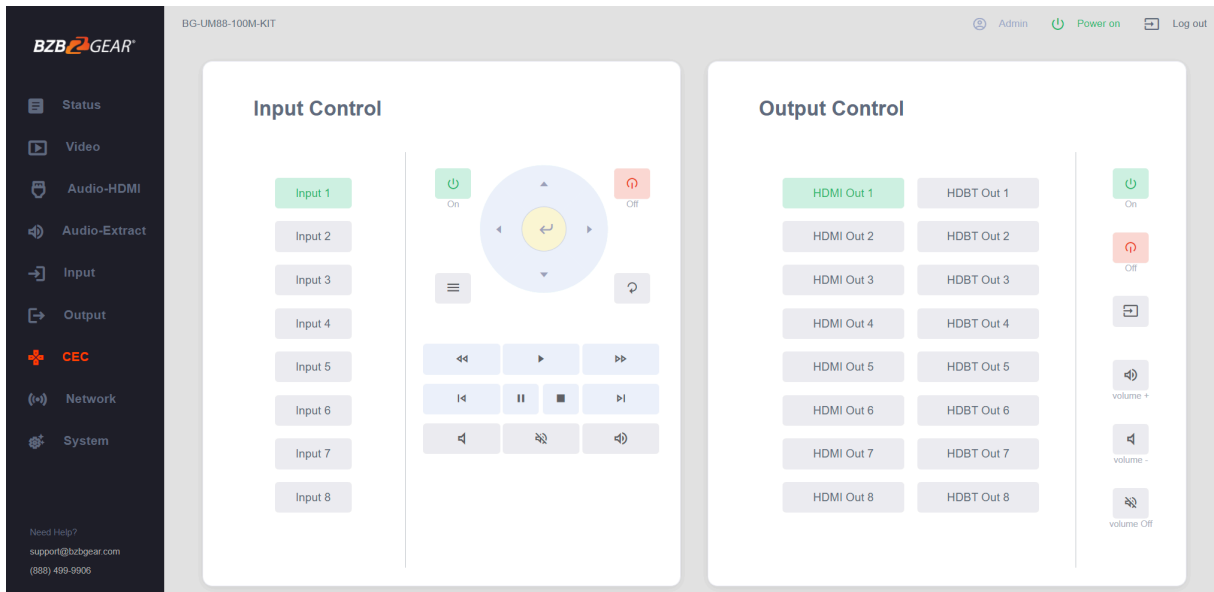 BG-UM88-100M-KIT
Admin
Power on
Log out
BZBGEAR®
Status
Video
Audio-HDMI
Audio-Extract
Input
Output
CEC
Network
System
Need Help?
support@bzbgear.com
(888) 499-9906
Input Control
Input 1
Input 2
Input 3
Input 4
Input 5
Input 6
Input 7
Input 8
On
Off
Output Control
HDMI Out 1 HDBT Out 1
HDMI Out 2 HDBT Out 2
HDMI Out 3 HDBT Out 3
HDMI Out 4 HDBT Out 4
HDMI Out 5 HDBT Out 5
HDMI Out 6 HDBT Out 6
HDMI Out 7 HDBT Out 7
HDMI Out 8 HDBT Out 8
On
Off
volume +
volume -
volume Off